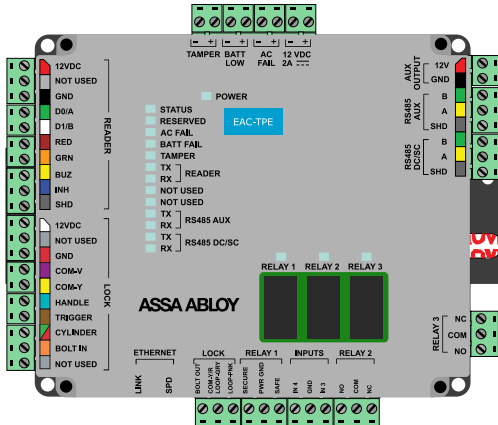 - + - + - + - +
TAMPER BATT LOW AC FAIL 12 VDC 2A
12VDC
NOT USED
GND
D0/A
D1/B
RED
GRN
BUZ
INH
SHD
READER
12VDC
NOT USED
GND
COM-V
COM-Y
HANDLE
TRIGGER
CYLINDER
BOLT IN
NOT USED
LOCK
POWER
EAC-TPE
STATUS
RESERVED
AC FAIL
BATT FAIL
TAMPER
TX
RX
READER
NOT USED
NOT USED
TX
RX
RS485 AUX
TX
RX
RS485 DC/SC
AUX OUTPUT
12V
GND
RS485 AUX
B
A
SHD
RS485 DC/SC
B
A
SHD
RELAY 1 RELAY 2 RELAY 3
ASSA ABLOY
RELAY 3
NC
COM
NO
ETHERNET
LINK
SPD
LOCK
BOLT OUT
COM-Y/R
LOOP-GRY
LOOP-PNK
RELAY 1
SECURE
PWR GND
SAFE
INPUTS
IN 4
GND
IN 3
RELAY 2
NO
COM
NC